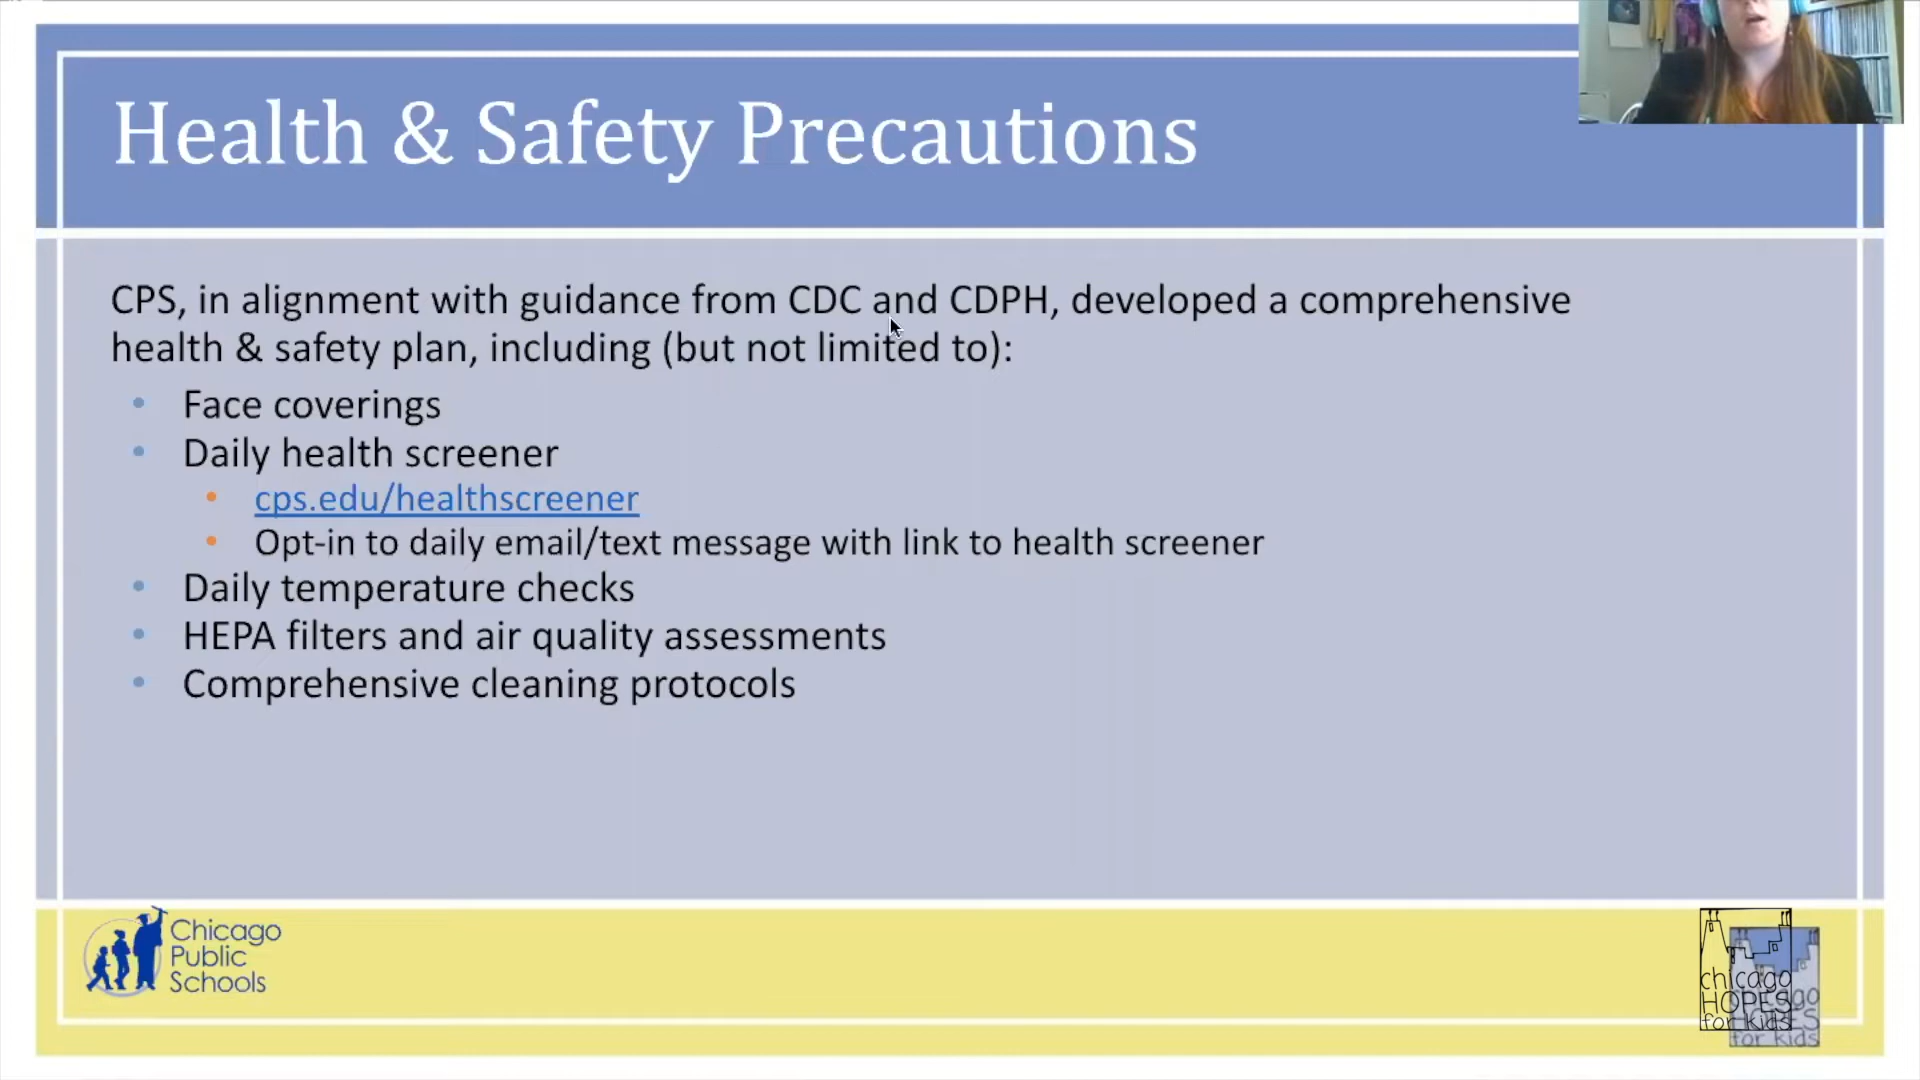 Health & Safety Precautions
CPS, in alignment with guidance from CDC and CDPH, developed a comprehensive
health & safety plan, including (but not limited to):
• Face coverings
• Daily health screener
• cps.edu/healthscreener
• Opt-in to daily email/text message with link to health screener
• Daily temperature checks
• HEPA filters and air quality assessments
• Comprehensive cleaning protocols
Chicago
Public
Schools
chicago
HOPES
for kids